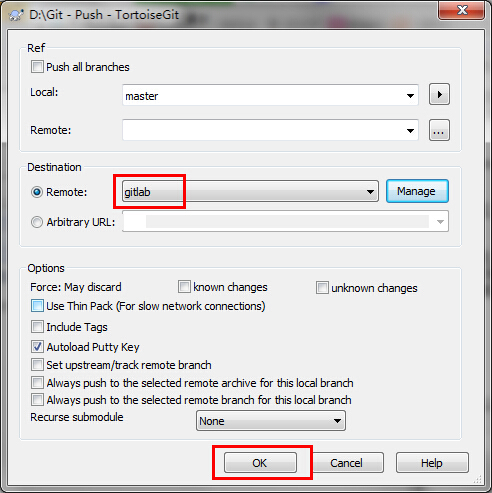 D:\Git - Push - TortoiseGit
Ref
Push all branches
Local:
master
Remote:
...
Destination
Remote:
gitlab
Manage
Arbitrary URL:
Options
Force: May discard
known changes
unknown changes
Use Thin Pack (For slow network connections)
Include Tags
Autoload Putty Key
Set upstream/track remote branch
Always push to the selected remote archive for this local branch
Always push to the selected remote branch for this local branch
Recurse submodule
None
OK
Cancel
Help